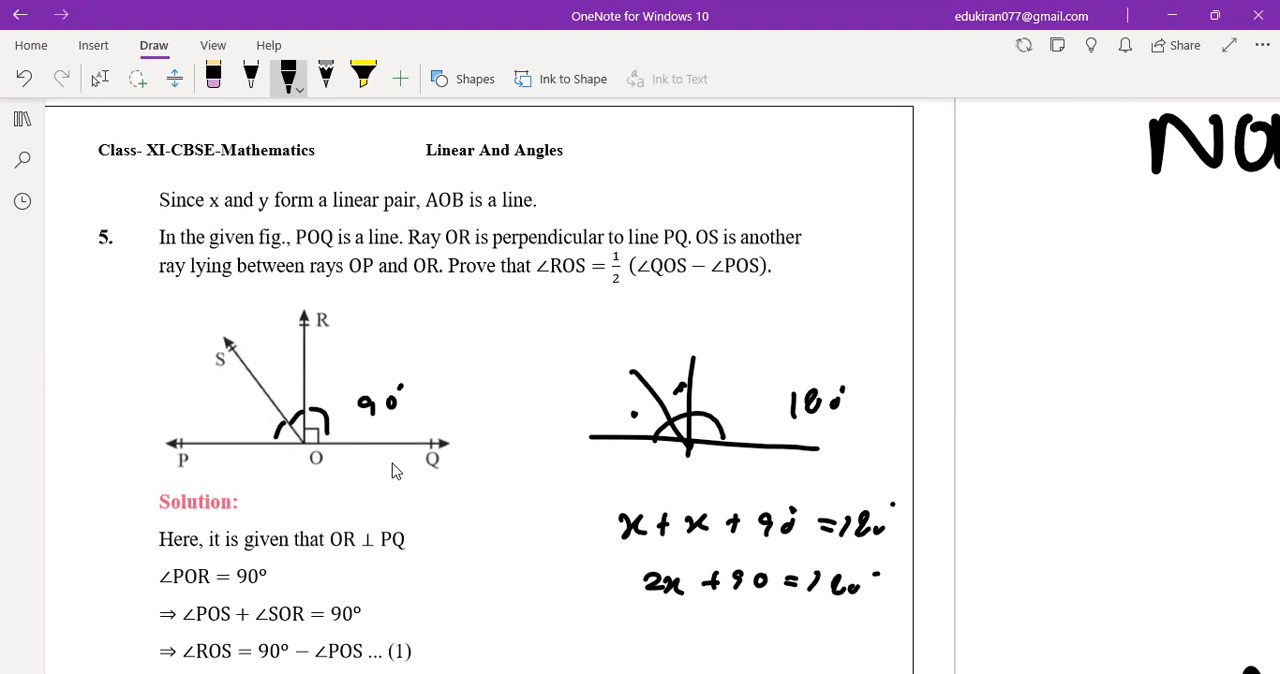 OneNote for Windows 10
edukiran077@gmail.com
Home Insert Draw View Help
Share
Shapes Ink to Shape Ink to Text
Class- XI-CBSE-Mathematics Linear And Angles
Since x and y form a linear pair, AOB is a line.
5. In the given fig., POQ is a line. Ray OR is perpendicular to line PQ. OS is another
ray lying between rays OP and OR. Prove that ∠ROS = 1/2 (∠QOS − ∠POS).
R
S
90°
180
P O Q
Solution:
x + x + 90° = 180°
Here, it is given that OR ⊥ PQ
∠POR = 90°
2x + 90 = 180°
⇒ ∠POS + ∠SOR = 90°
⇒ ∠ROS = 90° − ∠POS ... (1)